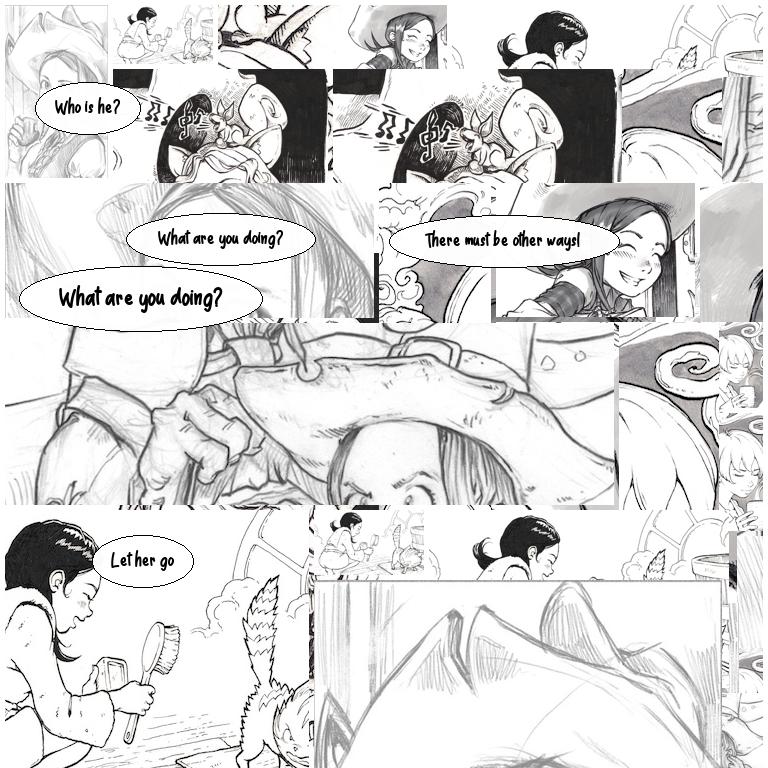 Who is he?
What are you doing?
There must be other ways!
What are you doing?
Let her go